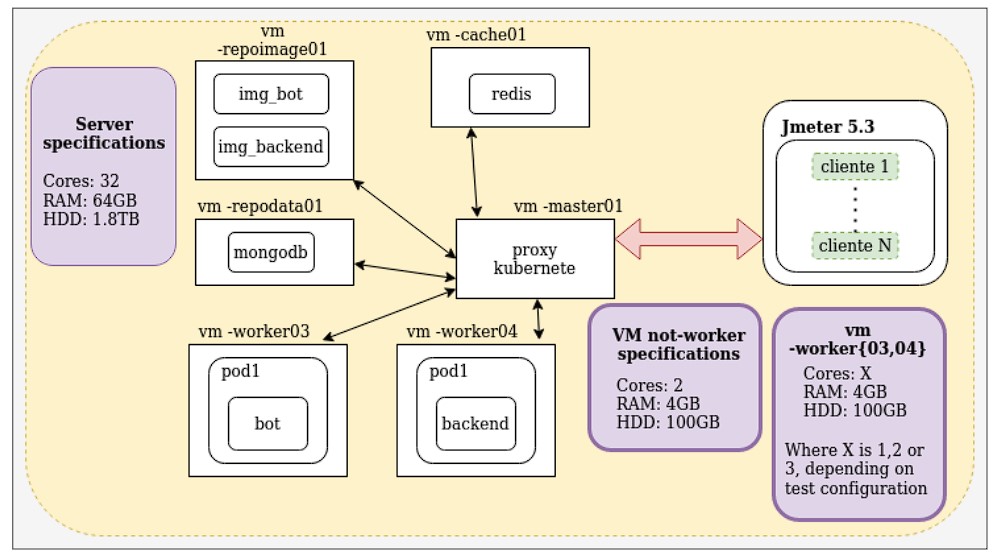 vm
-repoimage01
img_bot
img_backend
vm -cache01
redis
Server
specifications
Cores: 32
RAM: 64GB
HDD: 1.8TB
Jmeter 5.3
cliente 1
cliente N
vm -repodata01
mongodb
vm -master01
proxy
kubernete
vm -worker03
pod1
bot
vm -worker04
pod1
backend
VM not-worker
specifications
Cores: 2
RAM: 4GB
HDD: 100GB
vm
-worker{03,04}
Cores: X
RAM: 4GB
HDD: 100GB
Where X is 1,2 or
3, depending on
test configuration